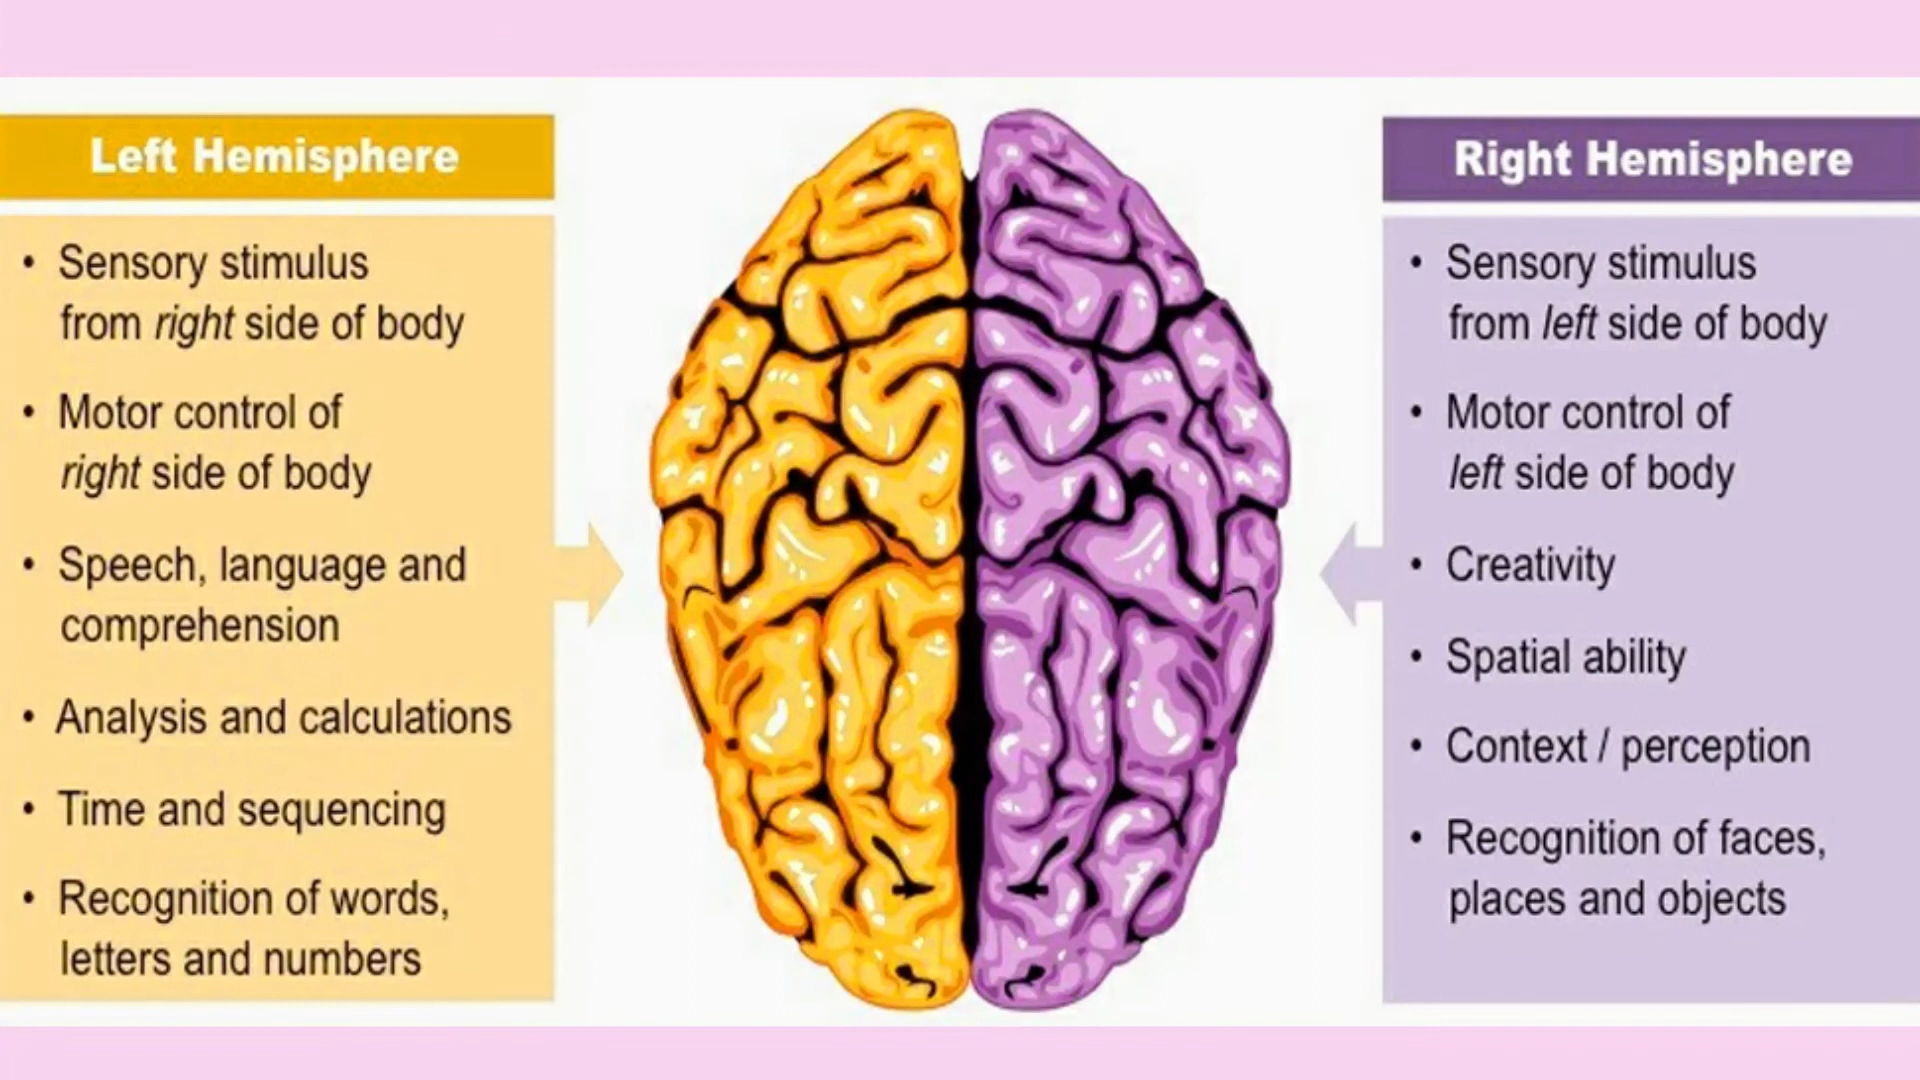 Left Hemisphere
• Sensory stimulus
from right side of body
• Motor control of
right side of body
• Speech, language and
comprehension
• Analysis and calculations
• Time and sequencing
• Recognition of words,
letters and numbers
Right Hemisphere
• Sensory stimulus
from left side of body
• Motor control of
left side of body
• Creativity
• Spatial ability
• Context / perception
• Recognition of faces,
places and objects